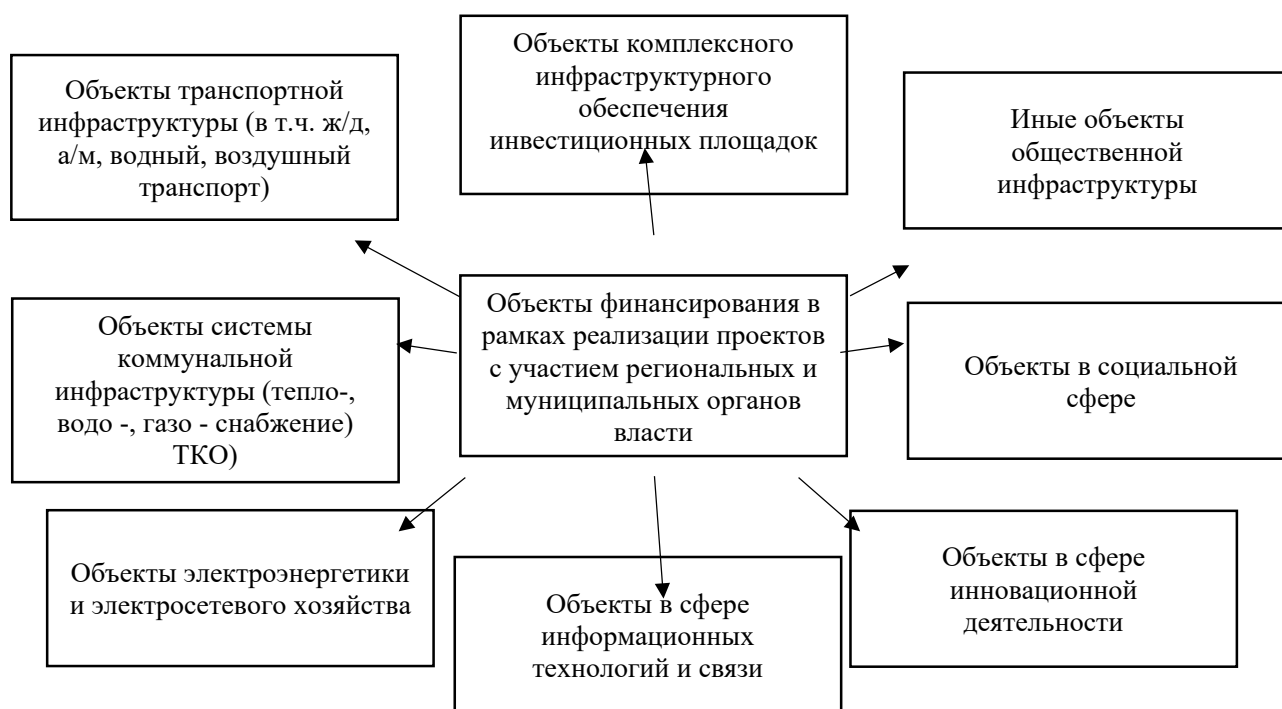 Объекты транспортной
инфраструктуры (в т.ч. ж/д,
а/м, водный, воздушный
транспорт)
Объекты комплексного
инфраструктурного
обеспечения
инвестиционных площадок
Иные объекты
общественной
инфраструктуры
Объекты системы
коммунальной
инфраструктуры (тепло-,
водо -, газо - снабжение)
ТКО)
Объекты финансирования в
рамках реализации проектов
с участием региональных и
муниципальных органов
власти
Объекты в социальной
сфере
Объекты электроэнергетики
и электросетевого хозяйства
Объекты в сфере
информационных
технологий и связи
Объекты в сфере
инновационной
деятельности